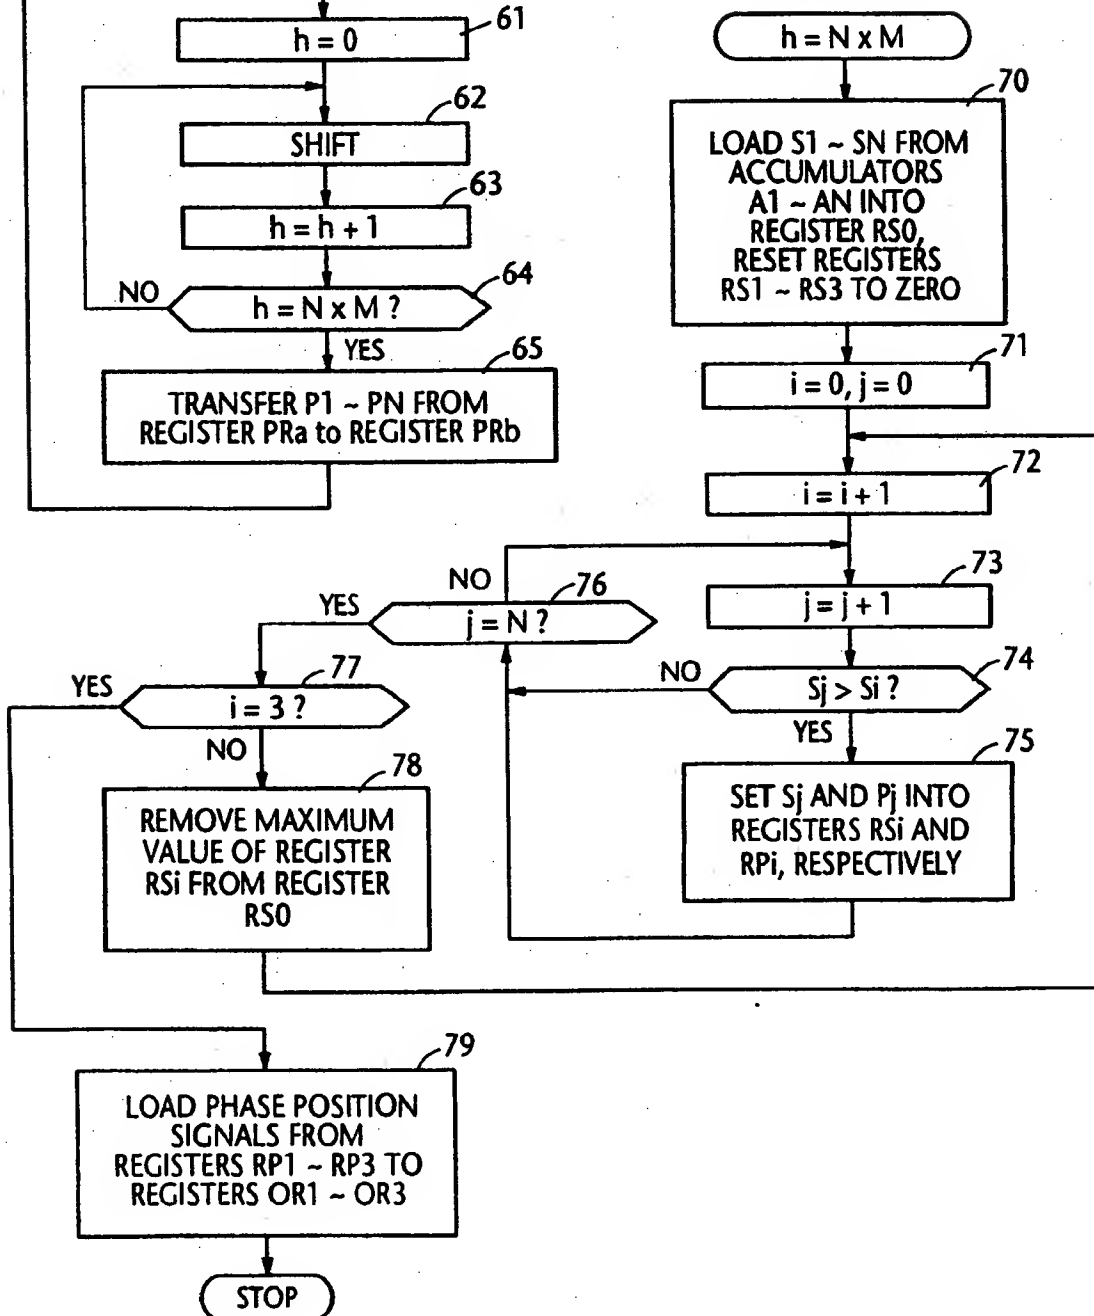 61
h = 0
62
SHIFT
63
h = h + 1
64
NO
h = N x M ?
YES
65
TRANSFER P1 ~ PN FROM
REGISTER PRa to REGISTER PRb
h = N x M
70
LOAD S1 ~ SN FROM
ACCUMULATORS
A1 ~ AN INTO
REGISTER RS0,
RESET REGISTERS
RS1 ~ RS3 TO ZERO
71
i = 0, j = 0
72
i = i + 1
73
j = j + 1
74
NO
Sj > Si ?
YES
75
SET Sj AND Pj INTO
REGISTERS RSi AND
RPi, RESPECTIVELY
76
NO
YES
j = N ?
77
YES
i = 3 ?
NO
78
REMOVE MAXIMUM
VALUE OF REGISTER
RSi FROM REGISTER
RS0
79
LOAD PHASE POSITION
SIGNALS FROM
REGISTERS RP1 ~ RP3 TO
REGISTERS OR1 ~ OR3
STOP